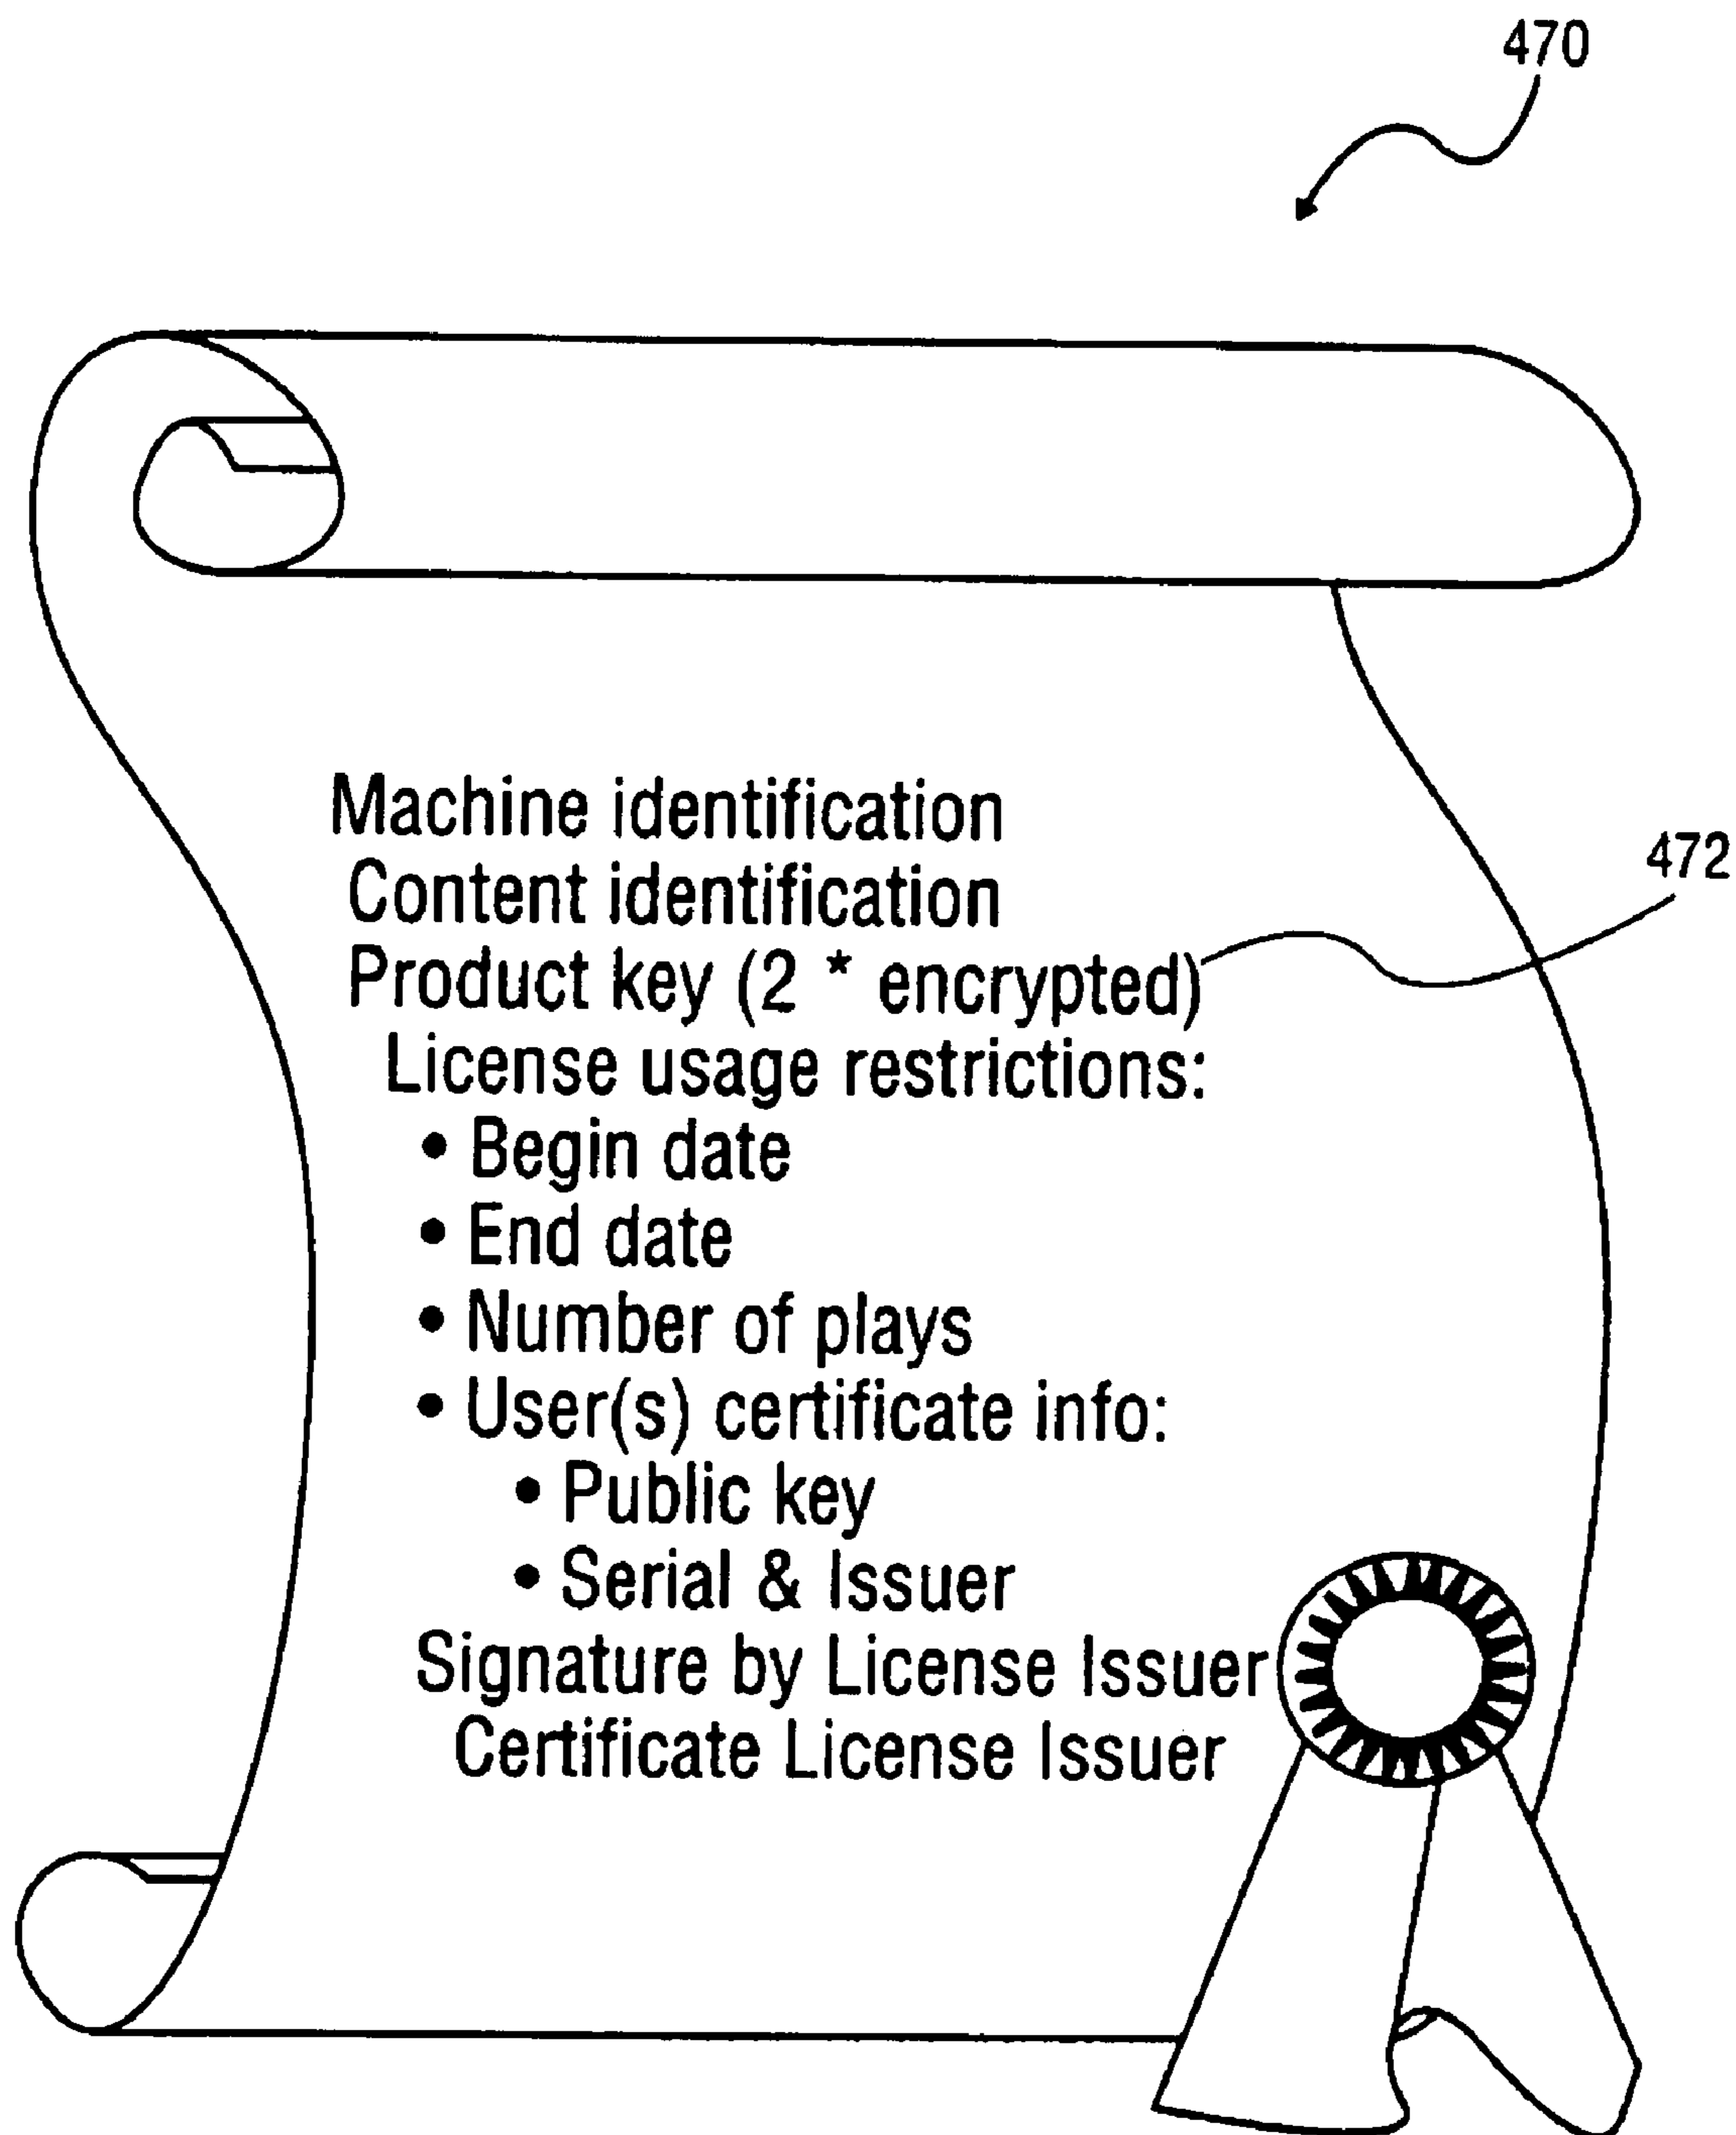 470
Machine identification
Content identification
472
Product key (2 * encrypted)
License usage restrictions:
• Begin date
• End date
• Number of plays
• User(s) certificate info:
• Public key
• Serial & Issuer
Signature by License Issuer
Certificate License Issuer